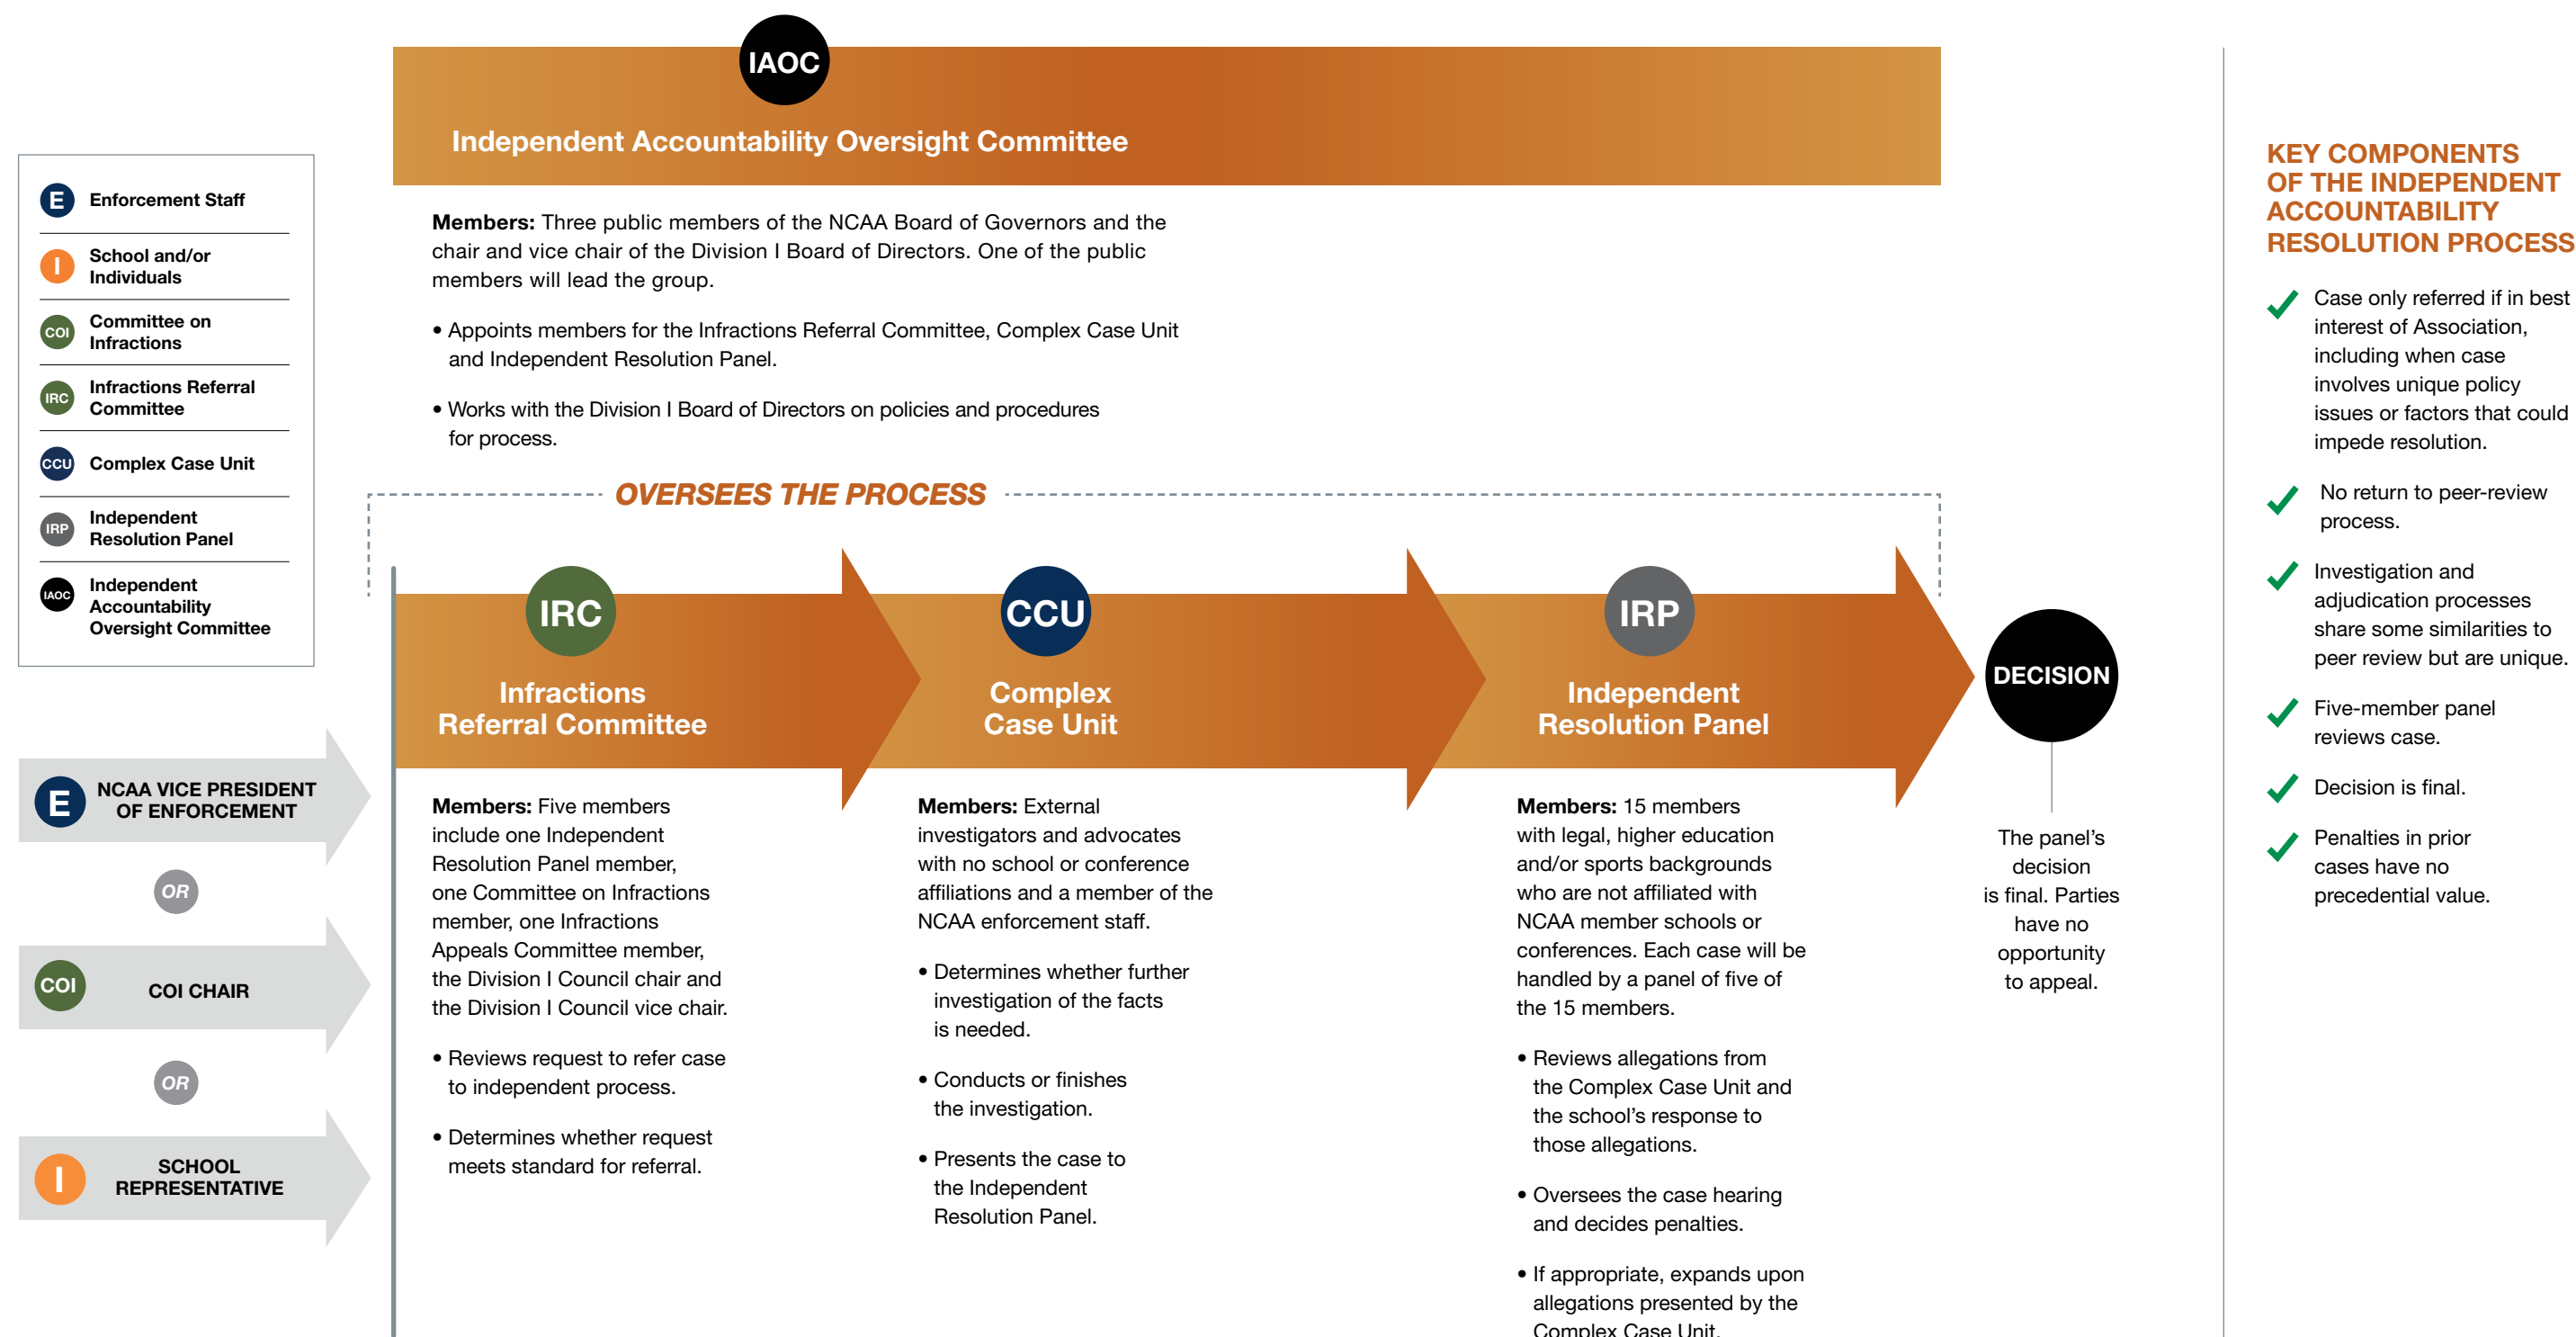 IAOC
Independent Accountability Oversight Committee
E Enforcement Staff
I School and/or
Individuals
COI Committee on
Infractions
IRC Infractions Referral
Committee
CCU Complex Case Unit
IRP Independent
Resolution Panel
IAOC Independent
Accountability
Oversight Committee
Members: Three public members of the NCAA Board of Governors and the
chair and vice chair of the Division I Board of Directors. One of the public
members will lead the group.
• Appoints members for the Infractions Referral Committee, Complex Case Unit
and Independent Resolution Panel.
• Works with the Division I Board of Directors on policies and procedures
for process.
OVERSEES THE PROCESS
E NCAA VICE PRESIDENT
OF ENFORCEMENT
OR
COI COI CHAIR
OR
I SCHOOL
REPRESENTATIVE
IRC
Infractions
Referral Committee
Members: Five members
include one Independent
Resolution Panel member,
one Committee on Infractions
member, one Infractions
Appeals Committee member,
the Division I Council chair and
the Division I Council vice chair.
• Reviews request to refer case
to independent process.
• Determines whether request
meets standard for referral.
CCU
Complex
Case Unit
Members: External
investigators and advocates
with no school or conference
affiliations and a member of the
NCAA enforcement staff.
• Determines whether further
investigation of the facts
is needed.
• Conducts or finishes
the investigation.
• Presents the case to
the Independent
Resolution Panel.
IRP
Independent
Resolution Panel
Members: 15 members
with legal, higher education
and/or sports backgrounds
who are not affiliated with
NCAA member schools or
conferences. Each case will be
handled by a panel of five of
the 15 members.
• Reviews allegations from
the Complex Case Unit and
the school's response to
those allegations.
• Oversees the case hearing
and decides penalties.
• If appropriate, expands upon
allegations presented by the
Complex Case Unit.
DECISION
The panel's
decision
is final. Parties
have no
opportunity
to appeal.
KEY COMPONENTS
OF THE INDEPENDENT
ACCOUNTABILITY
RESOLUTION PROCESS
Case only referred if in best
interest of Association,
including when case
involves unique policy
issues or factors that could
impede resolution.
No return to peer-review
process.
Investigation and
adjudication processes
share some similarities to
peer review but are unique.
Five-member panel
reviews case.
Decision is final.
Penalties in prior
cases have no
precedential value.